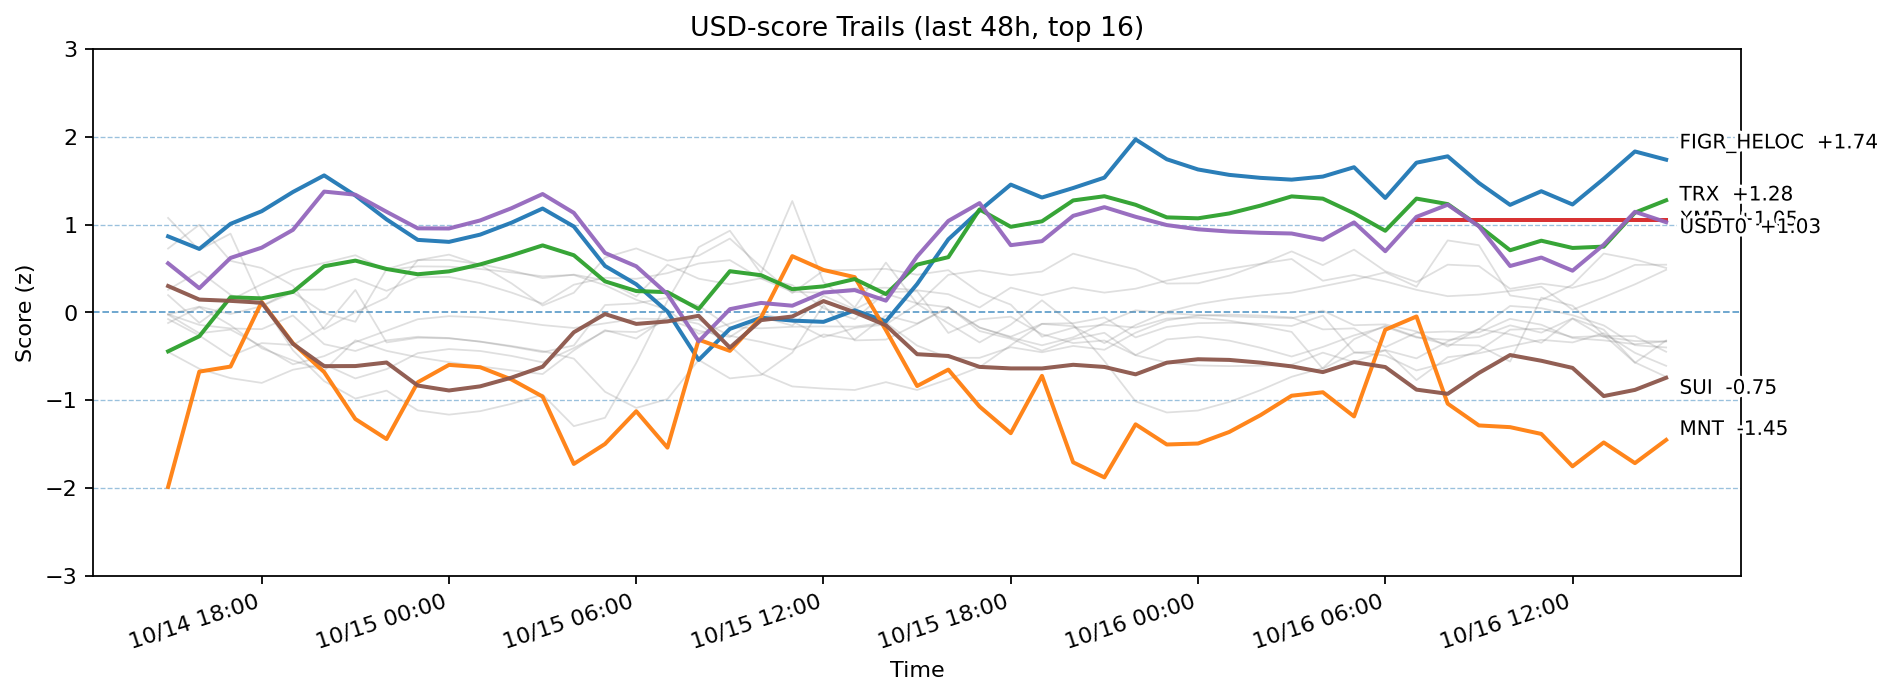 USD-score Trails (last 48h, top 16)
3
2
1
0
−1
−2
−3
Score (z)
FIGR_HELOC +1.74
TRX +1.28
USDT0 +1.03
SUI -0.75
MNT -1.45
10/14 18:00
10/15 00:00
10/15 06:00
10/15 12:00
10/15 18:00
10/16 00:00
10/16 06:00
10/16 12:00
Time